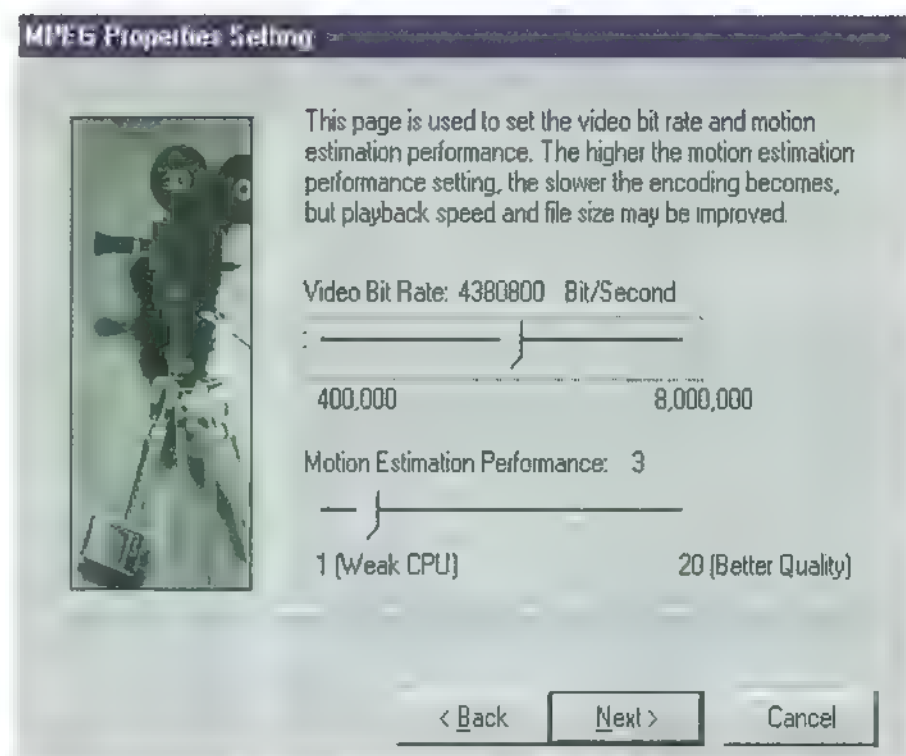 MPEG Properties Setting
This page is used to set the video bit rate and motion
estimation performance. The higher the motion estimation
performance setting, the slower the encoding becomes,
but playback speed and file size may be improved.
Video Bit Rate: 4380800 Bit/Second
400,000 8,000,000
Motion Estimation Performance: 3
1 (Weak CPU) 20 (Better Quality)
< Back Next > Cancel